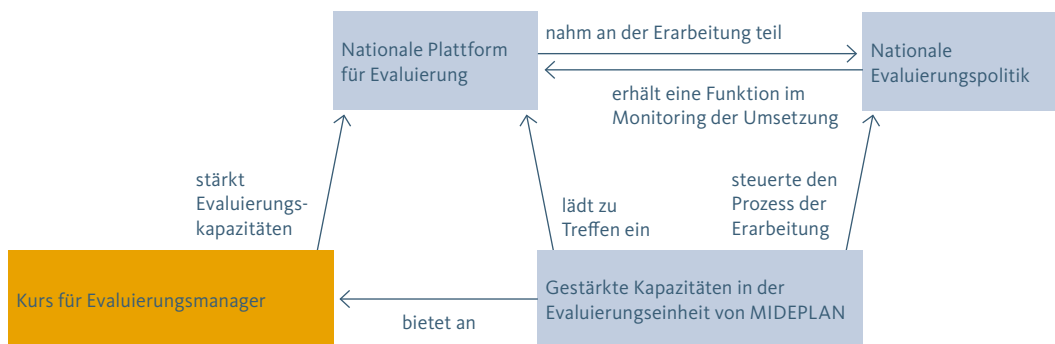 Nationale Plattform
für Evaluierung
nahm an der Erarbeitung teil
Nationale
Evaluierungspolitik
erhält eine Funktion im
Monitoring der Umsetzung
stärkt
Evaluierungs-
kapazitäten
lädt zu
Treffen ein
steuerte den
Prozess der
Erarbeitung
Kurs für Evaluierungsmanager
bietet an
Gestärkte Kapazitäten in der
Evaluierungseinheit von MIDEPLAN